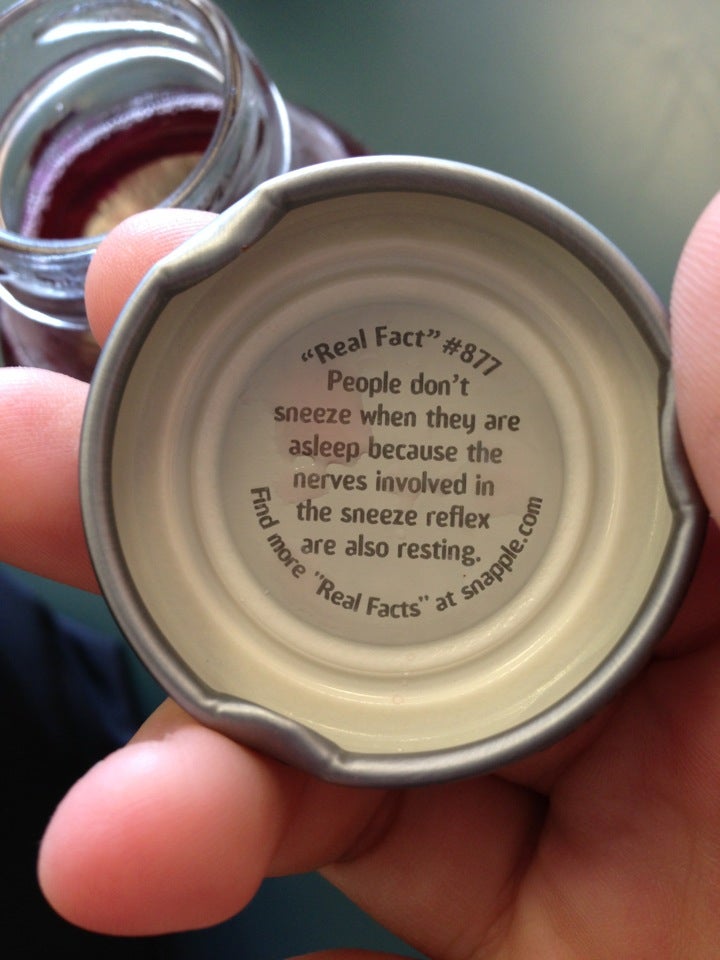 “Real Fact” #877
People don’t
sneeze when they are
asleep because the
nerves involved in
the sneeze reflex
are also resting.
Find more “Real Facts” at snapple.com